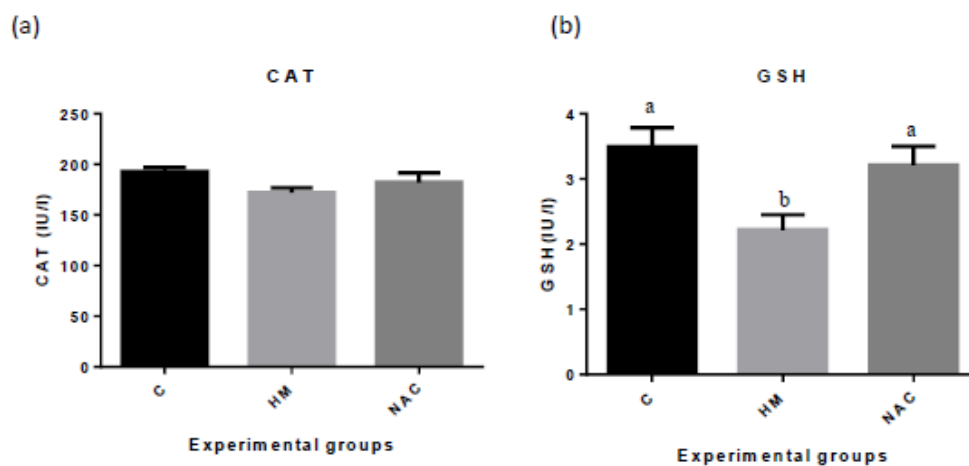 (a)
CAT
CAT (IU/l)
250
200
150
100
50
0
C
HM
NAC
Experimental groups
(b)
GSH
GSH(IU/l)
4
3
2
1
0
a
b
a
C
HM
NAC
Experimental groups